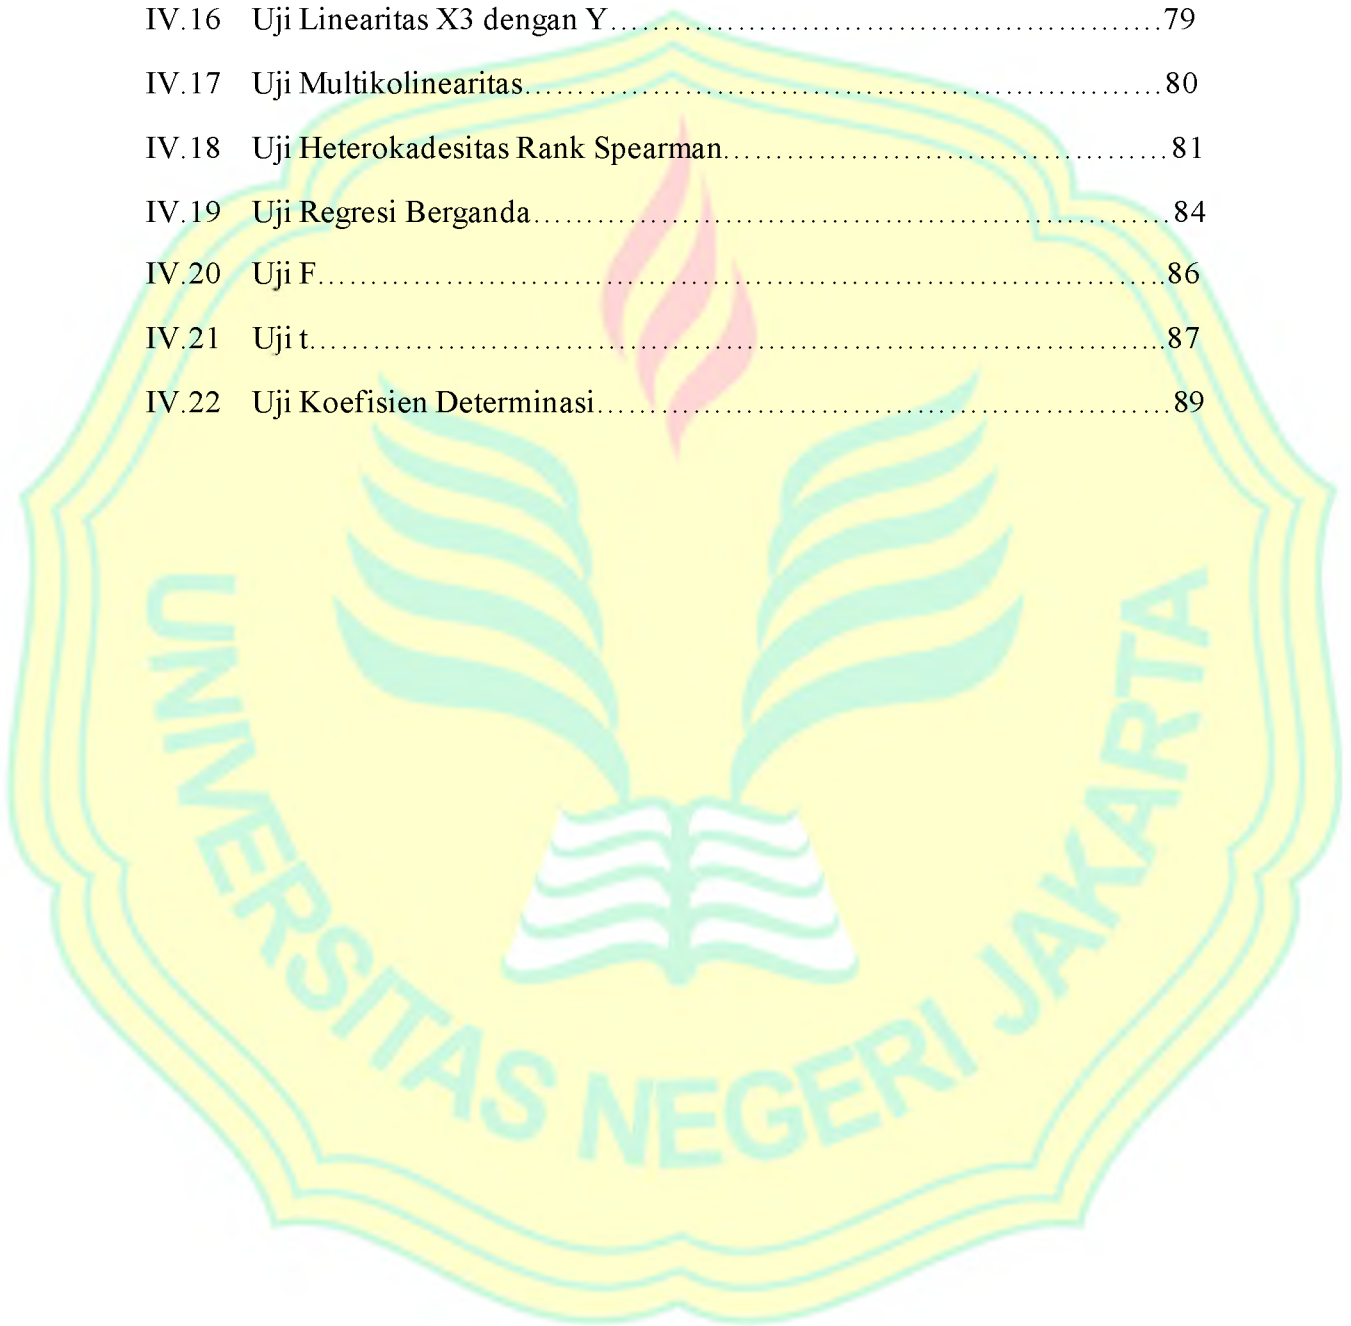 IV.16 Uji Linearitas X3 dengan Y……………………………………………………79
IV.17 Uji Multikolinearitas……………………………………………………………80
IV.18 Uji Heterokadesitas Rank Spearman…………………………………………81
IV.19 Uji Regresi Berganda……………………………………………………………84
IV.20 Uji F…………………………………………………………………………………86
IV.21 Uji t…………………………………………………………………………………87
IV.22 Uji Koefisien Determinasi………………………………………………………89
UNIVERSITAS NEGERI JAKARTA